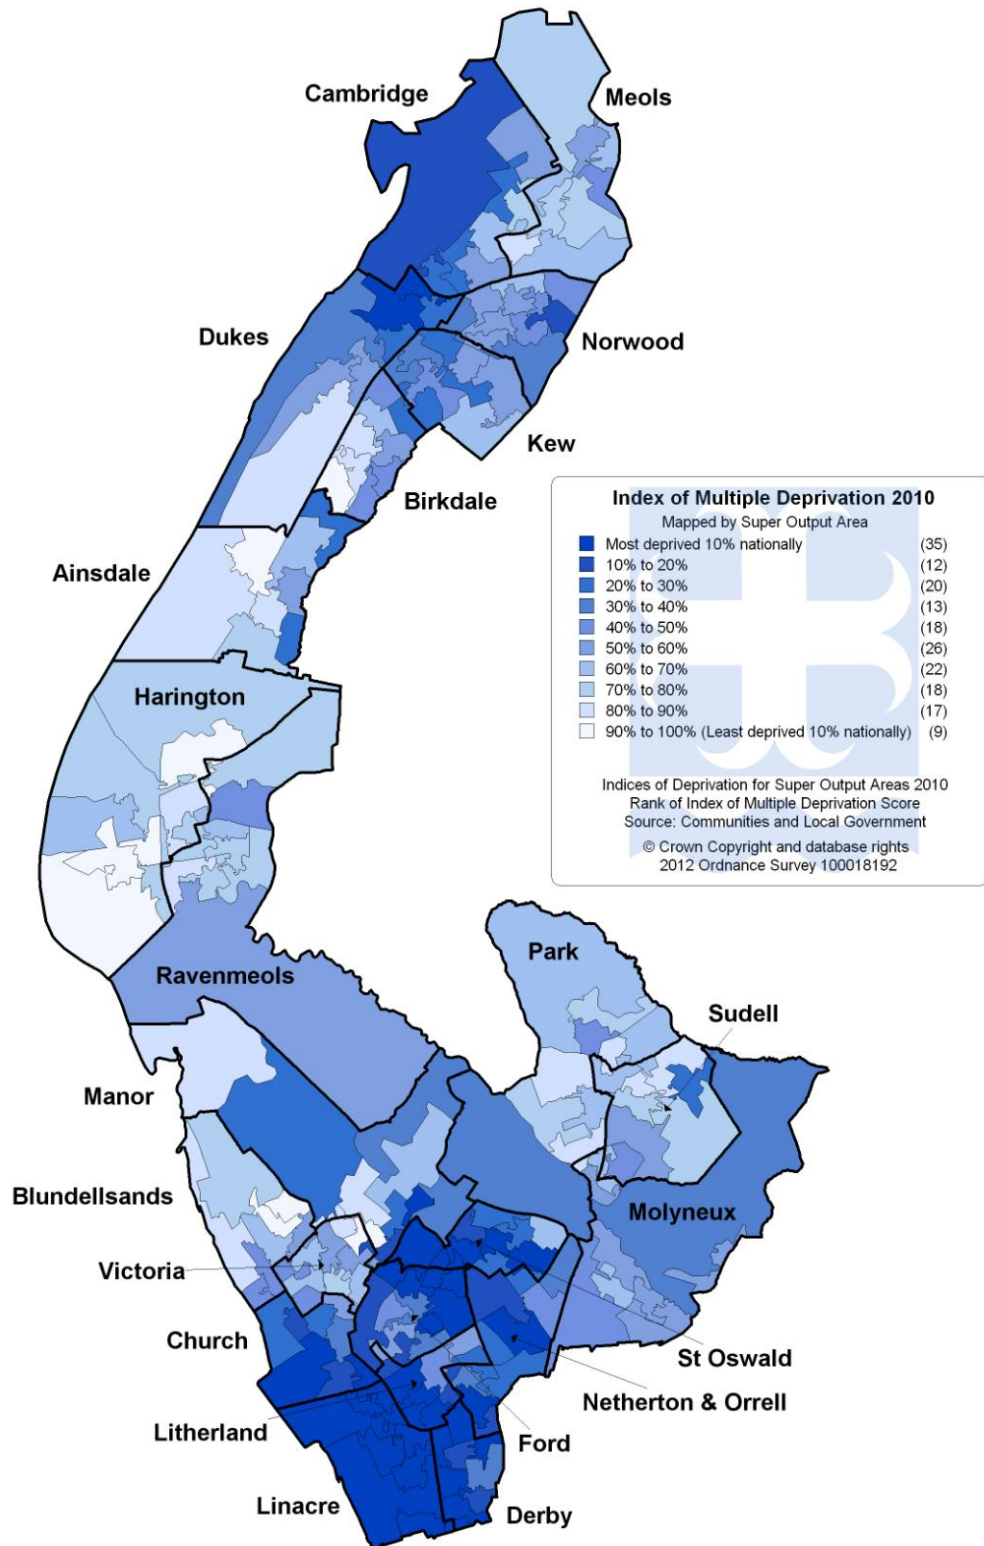 Cambridge
Meols
Dukes
Norwood
Kew
Birkdale
Index of Multiple Deprivation 2010
Mapped by Super Output Area
Most deprived 10% nationally (35)
10% to 20% (12)
20% to 30% (20)
30% to 40% (13)
40% to 50% (18)
50% to 60% (26)
60% to 70% (22)
70% to 80% (18)
80% to 90% (17)
90% to 100% (Least deprived 10% nationally) (9)
Indices of Deprivation for Super Output Areas 2010
Rank of Index of Multiple Deprivation Score
Source: Communities and Local Government
© Crown Copyright and database rights
2012 Ordnance Survey 100018192
Ainsdale
Harington
Park
Ravenmeols
Sudell
Manor
Blundellsands
Molyneux
Victoria
Church
St Oswald
Netherton & Orrell
Litherland
Ford
Linacre
Derby